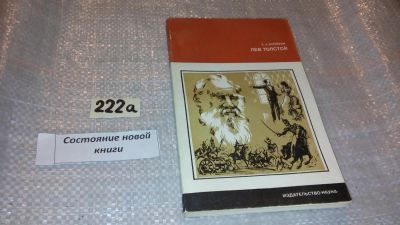 ЛЕВ ТОЛСТОЙ
222а
Состояние новой
книги
ИЗДАТЕЛЬСТВО·НАУКА·